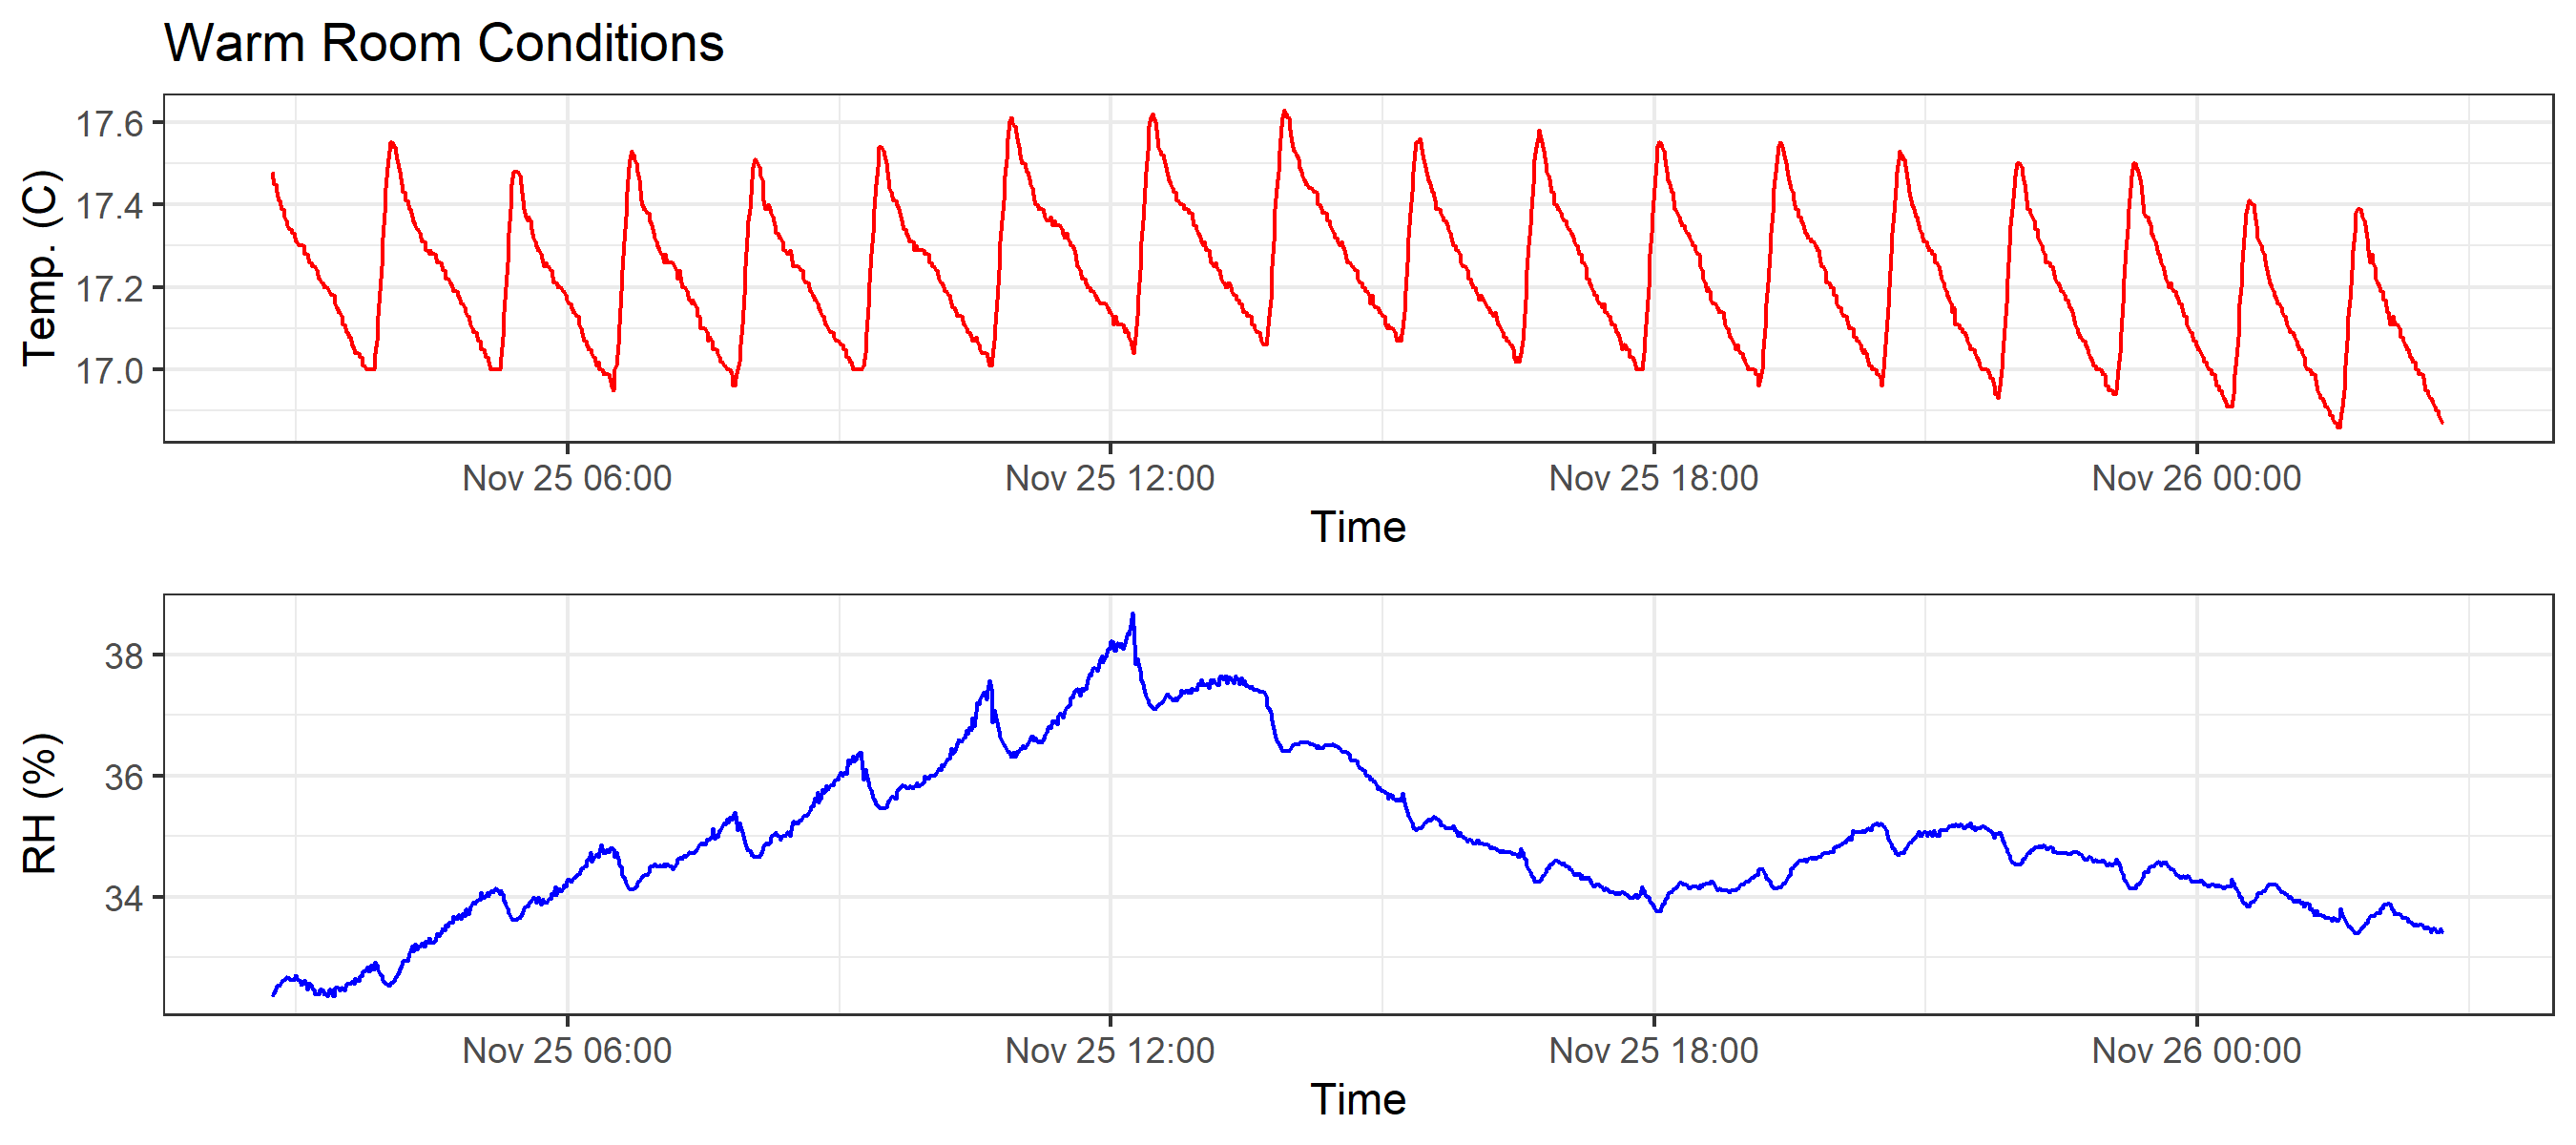 Warm Room Conditions
Temp. (C)
17.6
17.4
17.2
17.0
Nov 25 06:00 Nov 25 12:00 Nov 25 18:00 Nov 26 00:00
Time
RH (%)
38
36
34
Nov 25 06:00 Nov 25 12:00 Nov 25 18:00 Nov 26 00:00
Time